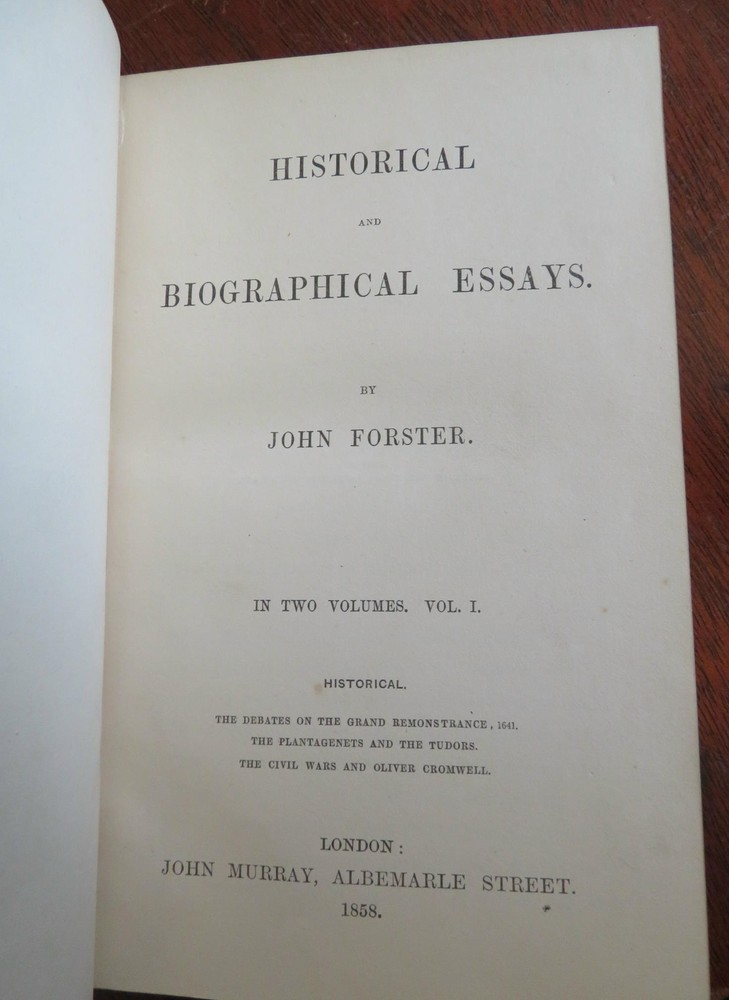 HISTORICAL
AND
BIOGRAPHICAL ESSAYS.
BY
JOHN FORSTER.
IN TWO VOLUMES. VOL. I.
HISTORICAL.
THE DEBATES ON THE GRAND REMONSTRANCE, 1641.
THE PLANTAGENETS AND THE TUDORS.
THE CIVIL WARS AND OLIVER CROMWELL.
LONDON:
JOHN MURRAY, ALBEMARLE STREET.
1858.